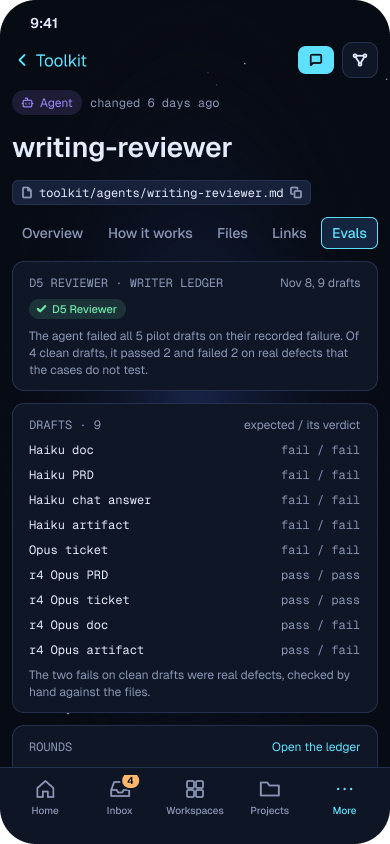 9:41
Toolkit
Agent changed 6 days ago
writing-reviewer
toolkit/agents/writing-reviewer.md
Overview How it works Files Links Evals
D5 REVIEWER · WRITER LEDGER Nov 8, 9 drafts
D5 Reviewer
The agent failed all 5 pilot drafts on their recorded failure. Of
4 clean drafts, it passed 2 and failed 2 on real defects that
the cases do not test.
DRAFTS · 9 expected / its verdict
Haiku doc fail / fail
Haiku PRD fail / fail
Haiku chat answer fail / fail
Haiku artifact fail / fail
Opus ticket fail / fail
r4 Opus PRD pass / pass
r4 Opus ticket pass / pass
r4 Opus doc pass / fail
r4 Opus artifact pass / fail
The two fails on clean drafts were real defects, checked by
hand against the files.
ROUNDS Open the ledger
4
Home Inbox Workspaces Projects More